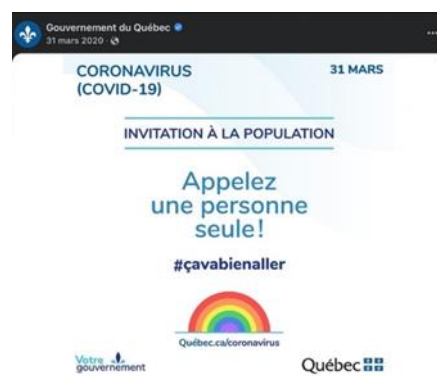 Gouvernement du Québec
31 mars 2020 ·
CORONAVIRUS
(COVID-19)
31 MARS
INVITATION À LA POPULATION
Appelez
une personne
seule!
#çavabienaller
Québec.ca/coronavirus
Votre
gouvernement
Québec